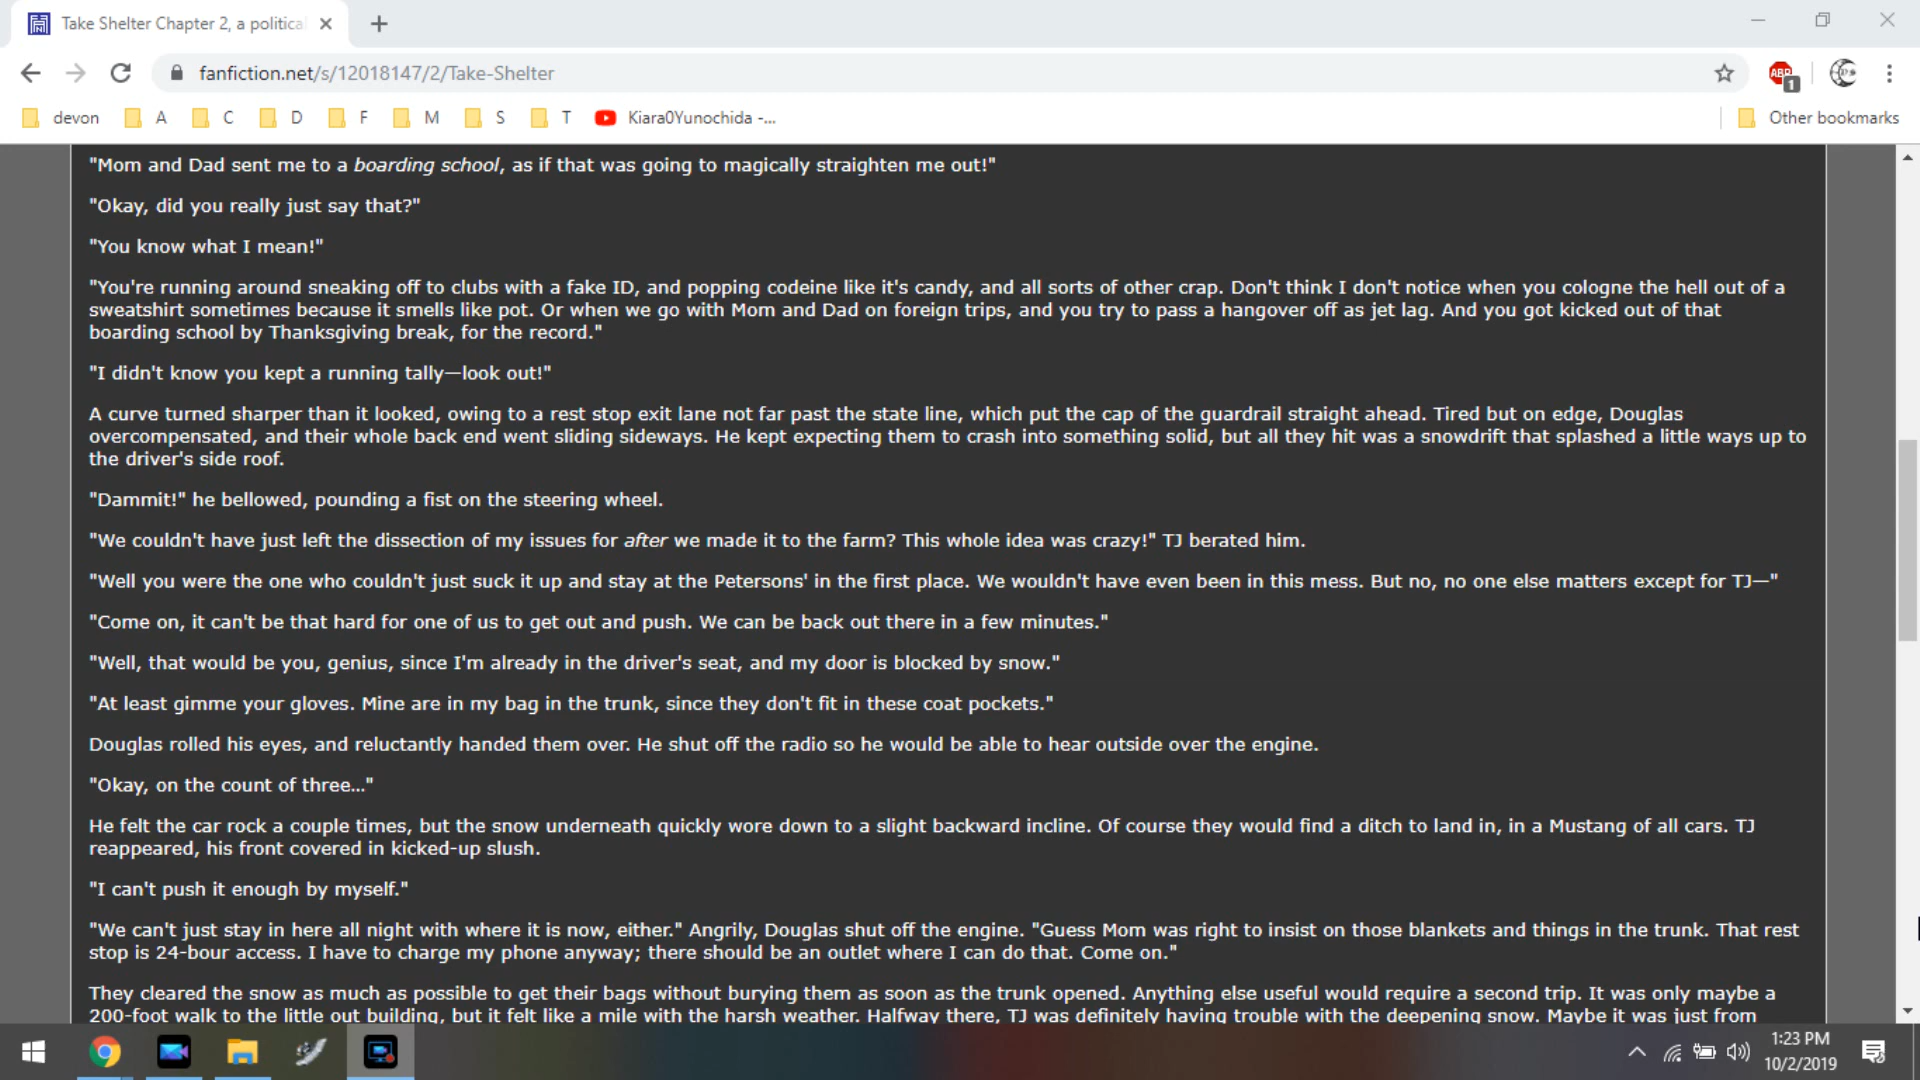 Take Shelter Chapter 2, a politica
fanfiction.net/s/12018147/2/Take-Shelter
ABP
1
devon
A
C
D
F
M
S
T
Kiara0Yunochida -...
Other bookmarks
"Mom and Dad sent me to a boarding school, as if that was going to magically straighten me out!"
"Okay, did you really just say that?"
"You know what I mean!"
"You're running around sneaking off to clubs with a fake ID, and popping codeine like it's candy, and all sorts of other crap. Don't think I don't notice when you cologne the hell out of a
sweatshirt sometimes because it smells like pot. Or when we go with Mom and Dad on foreign trips, and you try to pass a hangover off as jet lag. And you got kicked out of that
boarding school by Thanksgiving break, for the record."
"I didn't know you kept a running tally—look out!"
A curve turned sharper than it looked, owing to a rest stop exit lane not far past the state line, which put the cap of the guardrail straight ahead. Tired but on edge, Douglas
overcompensated, and their whole back end went sliding sideways. He kept expecting them to crash into something solid, but all they hit was a snowdrift that splashed a little ways up to
the driver's side roof.
"Dammit!" he bellowed, pounding a fist on the steering wheel.
"We couldn't have just left the dissection of my issues for after we made it to the farm? This whole idea was crazy!" TJ berated him.
"Well you were the one who couldn't just suck it up and stay at the Petersons' in the first place. We wouldn't have even been in this mess. But no, no one else matters except for TJ—"
"Come on, it can't be that hard for one of us to get out and push. We can be back out there in a few minutes."
"Well, that would be you, genius, since I'm already in the driver's seat, and my door is blocked by snow."
"At least gimme your gloves. Mine are in my bag in the trunk, since they don't fit in these coat pockets."
Douglas rolled his eyes, and reluctantly handed them over. He shut off the radio so he would be able to hear outside over the engine.
"Okay, on the count of three..."
He felt the car rock a couple times, but the snow underneath quickly wore down to a slight backward incline. Of course they would find a ditch to land in, in a Mustang of all cars. TJ
reappeared, his front covered in kicked-up slush.
"I can't push it enough by myself."
"We can't just stay in here all night with where it is now, either." Angrily, Douglas shut off the engine. "Guess Mom was right to insist on those blankets and things in the trunk. That rest
stop is 24-bour access. I have to charge my phone anyway; there should be an outlet where I can do that. Come on."
They cleared the snow as much as possible to get their bags without burying them as soon as the trunk opened. Anything else useful would require a second trip. It was only maybe a
200-foot walk to the little out building, but it felt like a mile with the harsh weather. Halfway there, TJ was definitely having trouble with the deepening snow. Maybe it was just from
1:23 PM
10/2/2019